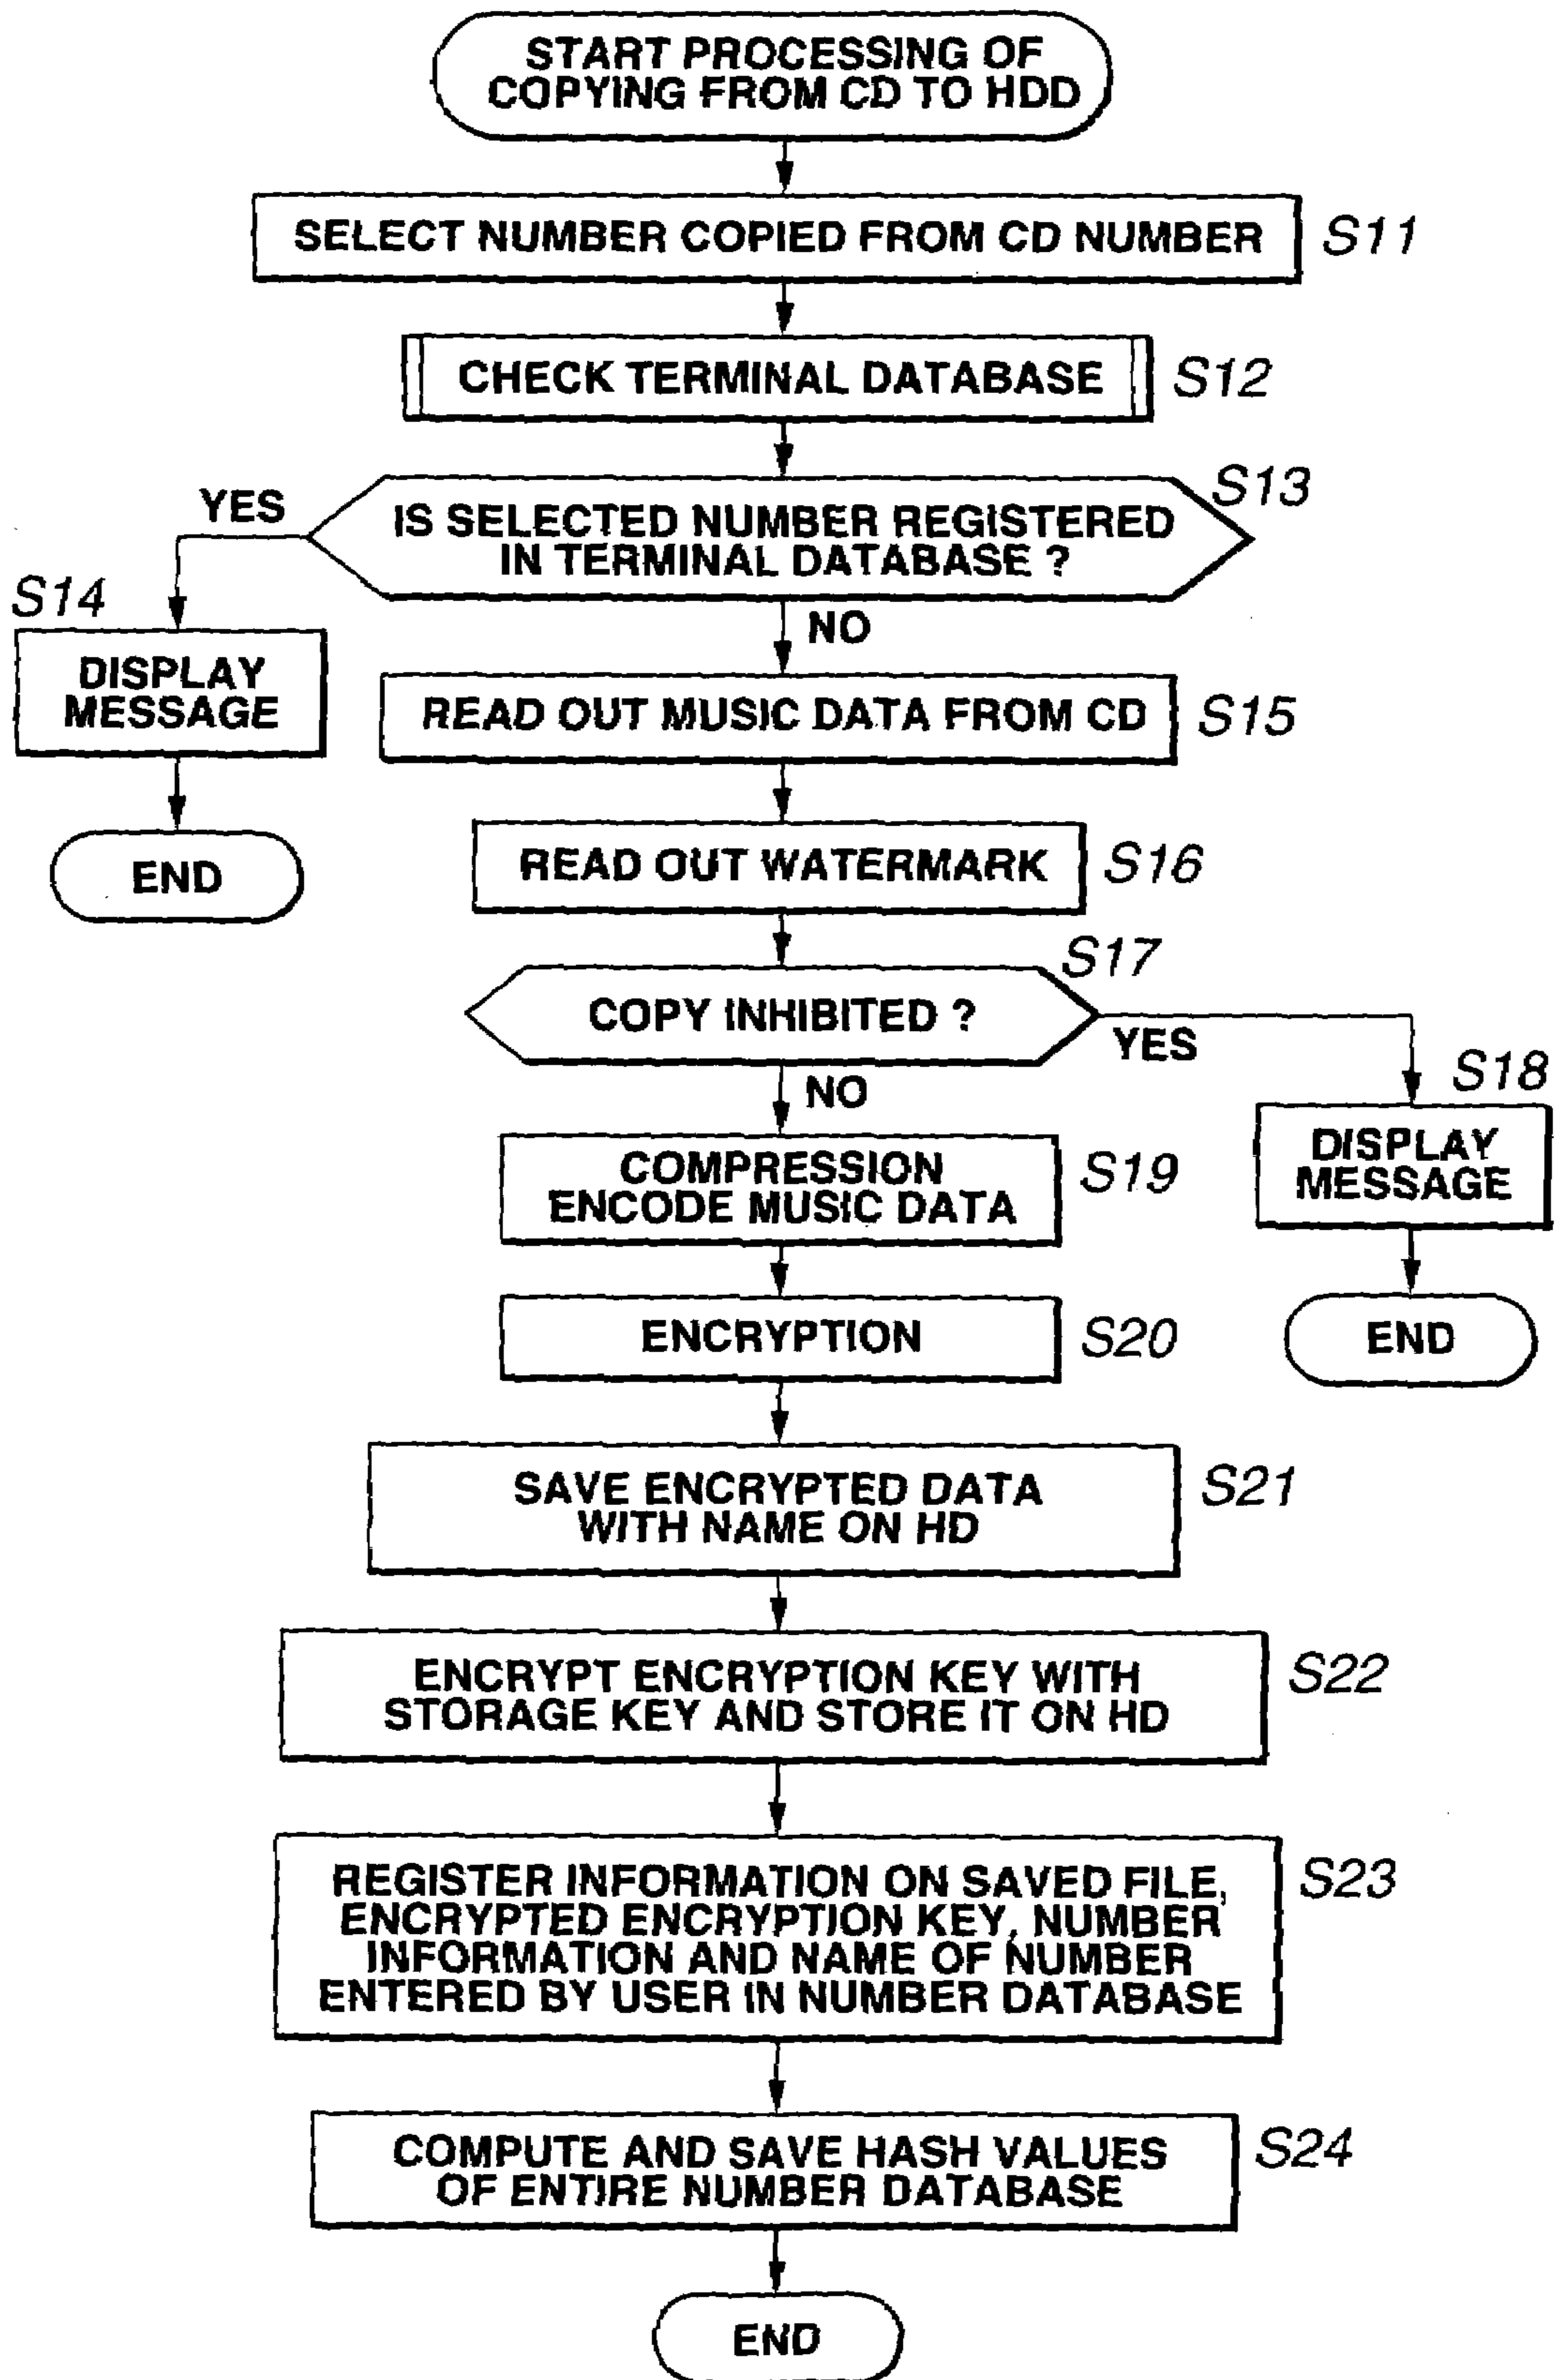 START PROCESSING OF
COPYING FROM CD TO HDD
SELECT NUMBER COPIED FROM CD NUMBER
S11
CHECK TERMINAL DATABASE
S12
S13
YES
IS SELECTED NUMBER REGISTERED
IN TERMINAL DATABASE ?
S14
NO
DISPLAY
MESSAGE
END
READ OUT MUSIC DATA FROM CD
S15
READ OUT WATERMARK
S16
S17
COPY INHIBITED ?
YES
NO
S18
DISPLAY
MESSAGE
END
COMPRESSION
ENCODE MUSIC DATA
S19
ENCRYPTION
S20
SAVE ENCRYPTED DATA
WITH NAME ON HD
S21
ENCRYPT ENCRYPTION KEY WITH
STORAGE KEY AND STORE IT ON HD
S22
REGISTER INFORMATION ON SAVED FILE,
ENCRYPTED ENCRYPTION KEY, NUMBER
INFORMATION AND NAME OF NUMBER
ENTERED BY USER IN NUMBER DATABASE
S23
COMPUTE AND SAVE HASH VALUES
OF ENTIRE NUMBER DATABASE
S24
END